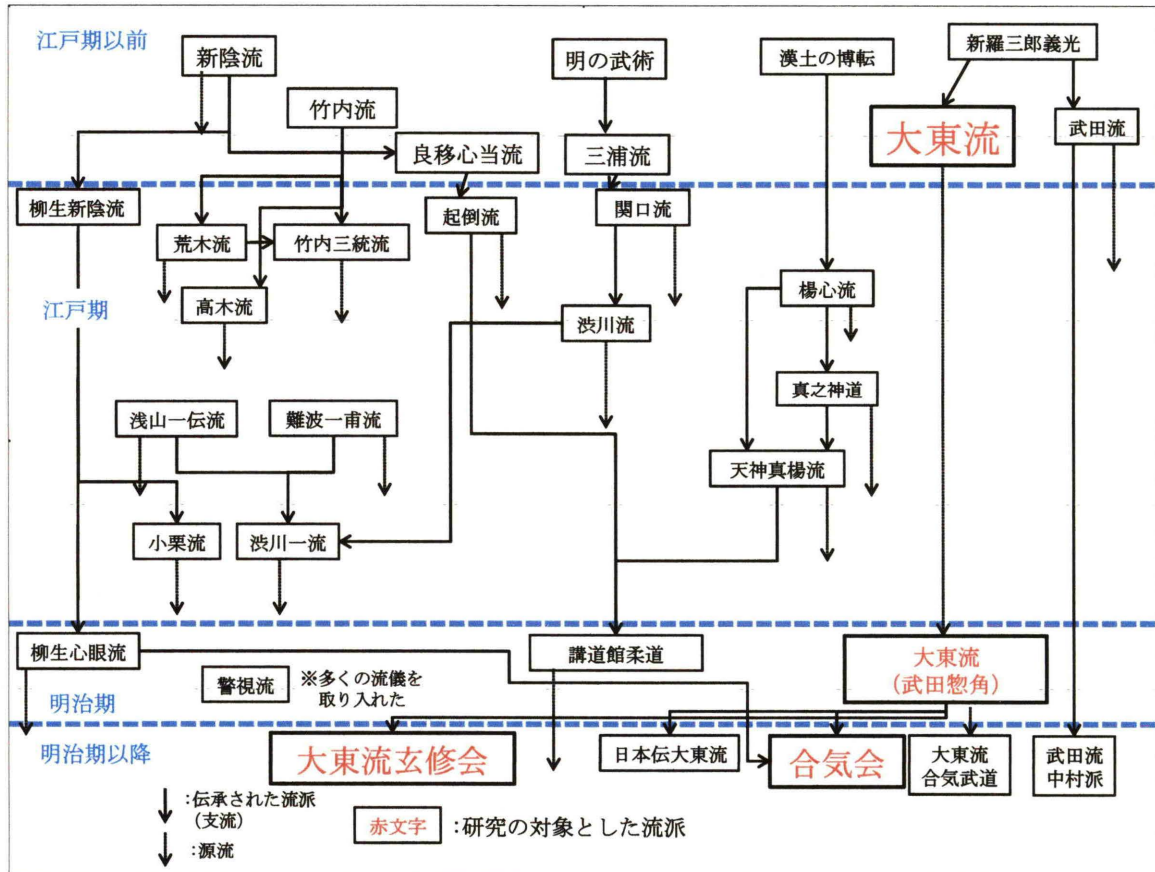 江戸期以前
新陰流
明の武術
漢土の博転
新羅三郎義光
竹内流
大東流
武田流
良移心当流
三浦流
柳生新陰流
起倒流
関口流
荒木流
竹内三統流
江戸期
高木流
楊心流
渋川流
真之神道
浅山一伝流
難波一甫流
天神真楊流
小栗流
渋川一流
柳生心眼流
講道館柔道
大東流
(武田惣角)
警視流
※多くの流儀を
取り入れた
明治期
明治期以降
大東流玄修会
日本伝大東流
合気会
大東流
合気武道
武田流
中村派
:伝承された流派
(支流)
赤文字
:研究の対象とした流派
:源流